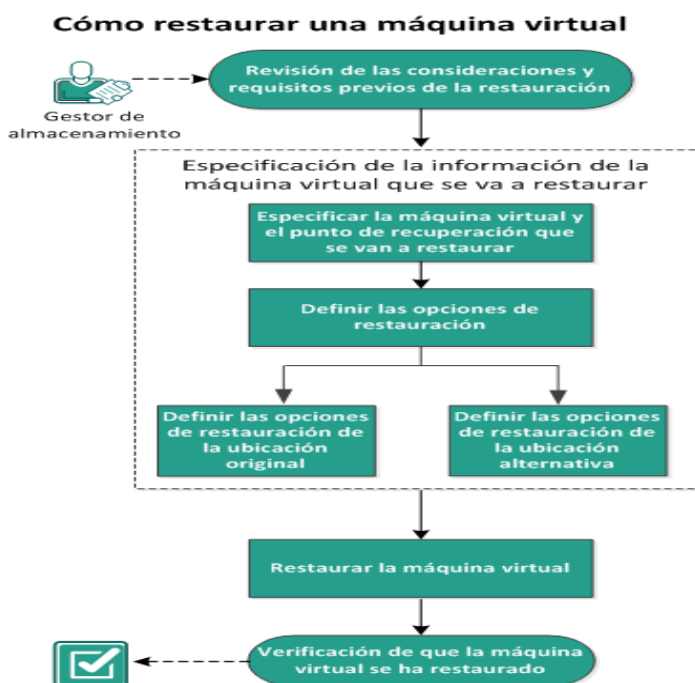 Cómo restaurar una máquina virtual
Revisión de las consideraciones y
requisitos previos de la restauración
Gestor de
almacenamiento
Especificación de la información de la
máquina virtual que se va a restaurar
Especificar la máquina virtual y
el punto de recuperación que
se van a restaurar
Definir las opciones de
restauración
Definir las opciones
de restauración de
la ubicación
original
Definir las opciones
de restauración de
la ubicación
alternativa
Restaurar la máquina virtual
Verificación de que la máquina
virtual se ha restaurado